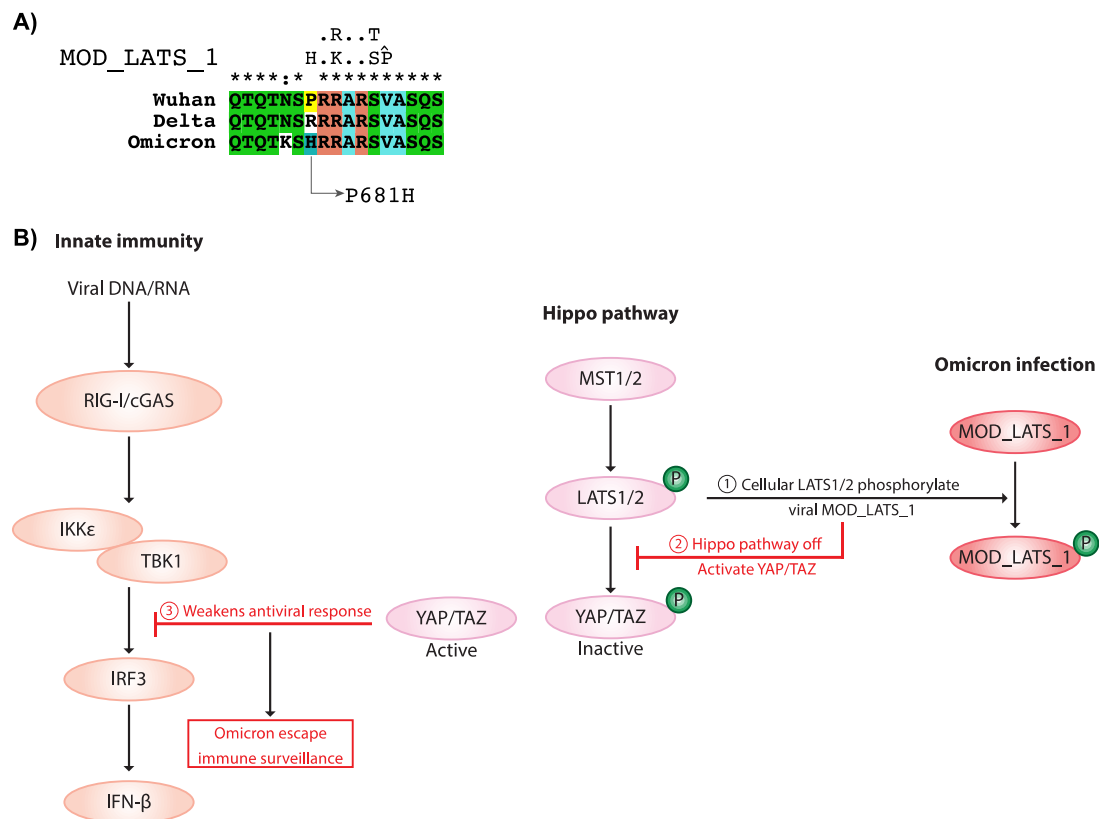 A)
.R..T
MOD_LATS_1 H.K..S^P
****:* **********
Wuhan QTQTNSPRRARSVASQS
Delta QTQTNSRRRARSVASQS
Omicron QTQTKSHRRARSVASQS
P681H
B) Innate immunity
Viral DNA/RNA
RIG-I/cGAS
IKKε
TBK1
③ Weakens antiviral response
IRF3
Omicron escape
immune surveillance
IFN-β
YAP/TAZ
Active
Hippo pathway
MST1/2
LATS1/2
P
① Cellular LATS1/2 phosphorylate
viral MOD_LATS_1
② Hippo pathway off
Activate YAP/TAZ
YAP/TAZ
P
Inactive
Omicron infection
MOD_LATS_1
MOD_LATS_1
P